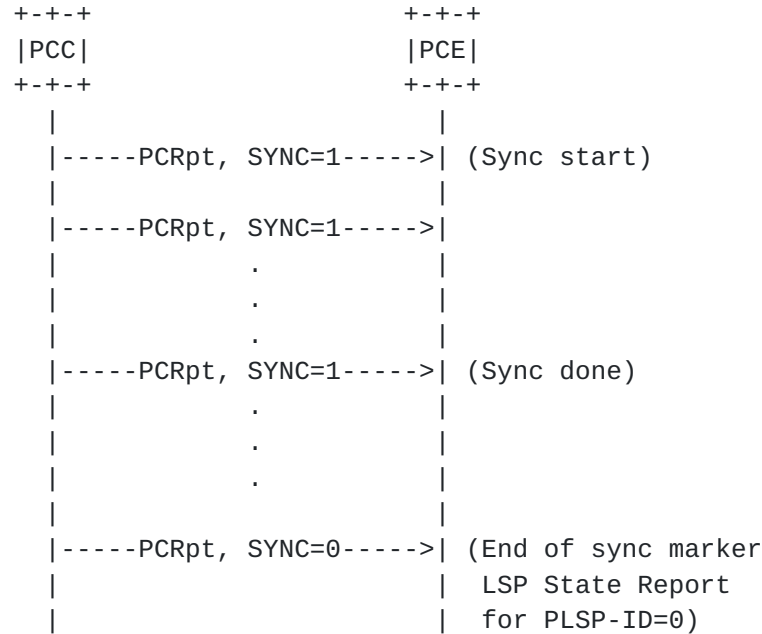 +-+-+                    +-+-+
|PCC|                    |PCE|
+-+-+                    +-+-+
  |                        |
  |-----PCRpt, SYNC=1----->| (Sync start)
  |                        |
  |-----PCRpt, SYNC=1----->|
  |            .           |
  |            .           |
  |            .           |
  |-----PCRpt, SYNC=1----->| (Sync done)
  |            .           |
  |            .           |
  |            .           |
  |                        |
  |-----PCRpt, SYNC=0----->| (End of sync marker
  |                        |  LSP State Report
  |                        |  for PLSP-ID=0)